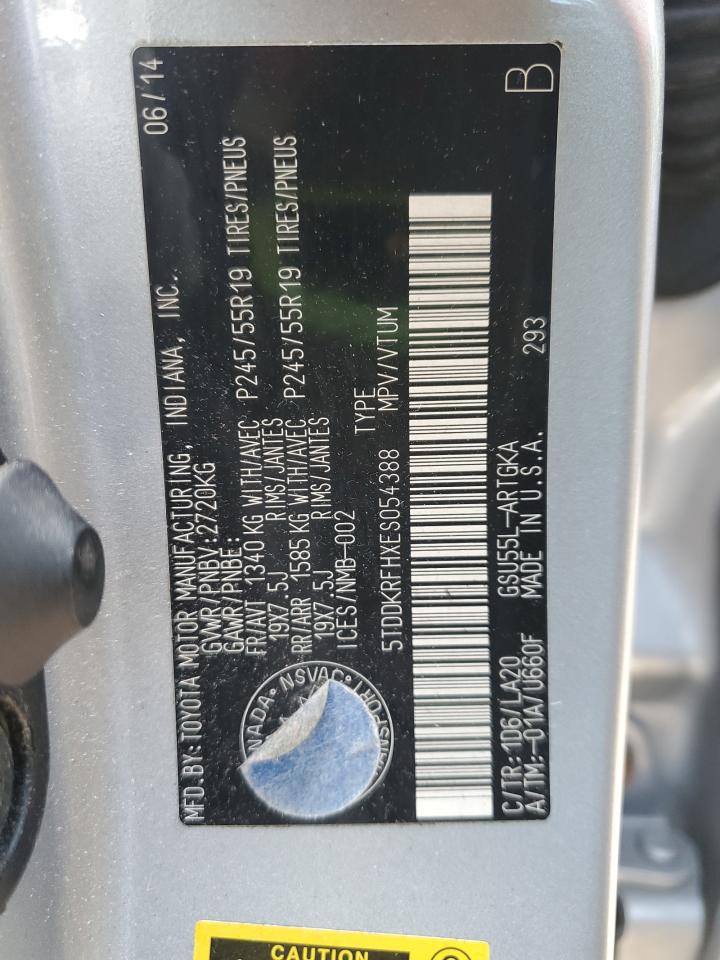 MFD.BY: TOYOTA MOTOR MANUFACTURING, INDIANA, INC. 06/14
GVWR/PNBV: 2720KG
GAWR/PNBE:
FR/AVT 1340 KG WITH/AVEC P245/55R19 TIRES/PNEUS
19X7.5J RIMS/JANTES
RR/ARR 1585 KG WITH/AVEC P245/55R19 TIRES/PNEUS
19X7.5J RIMS/JANTES
ICES/NMB-002
TYPE
5TDDKRFHXES054388 MPV/VTUM
C/TR: 1D6/LA20 GSU55L-ARTGKA
A/TM: -01A/U660F MADE IN U.S.A. 293
B
NSVAC
CAUTION